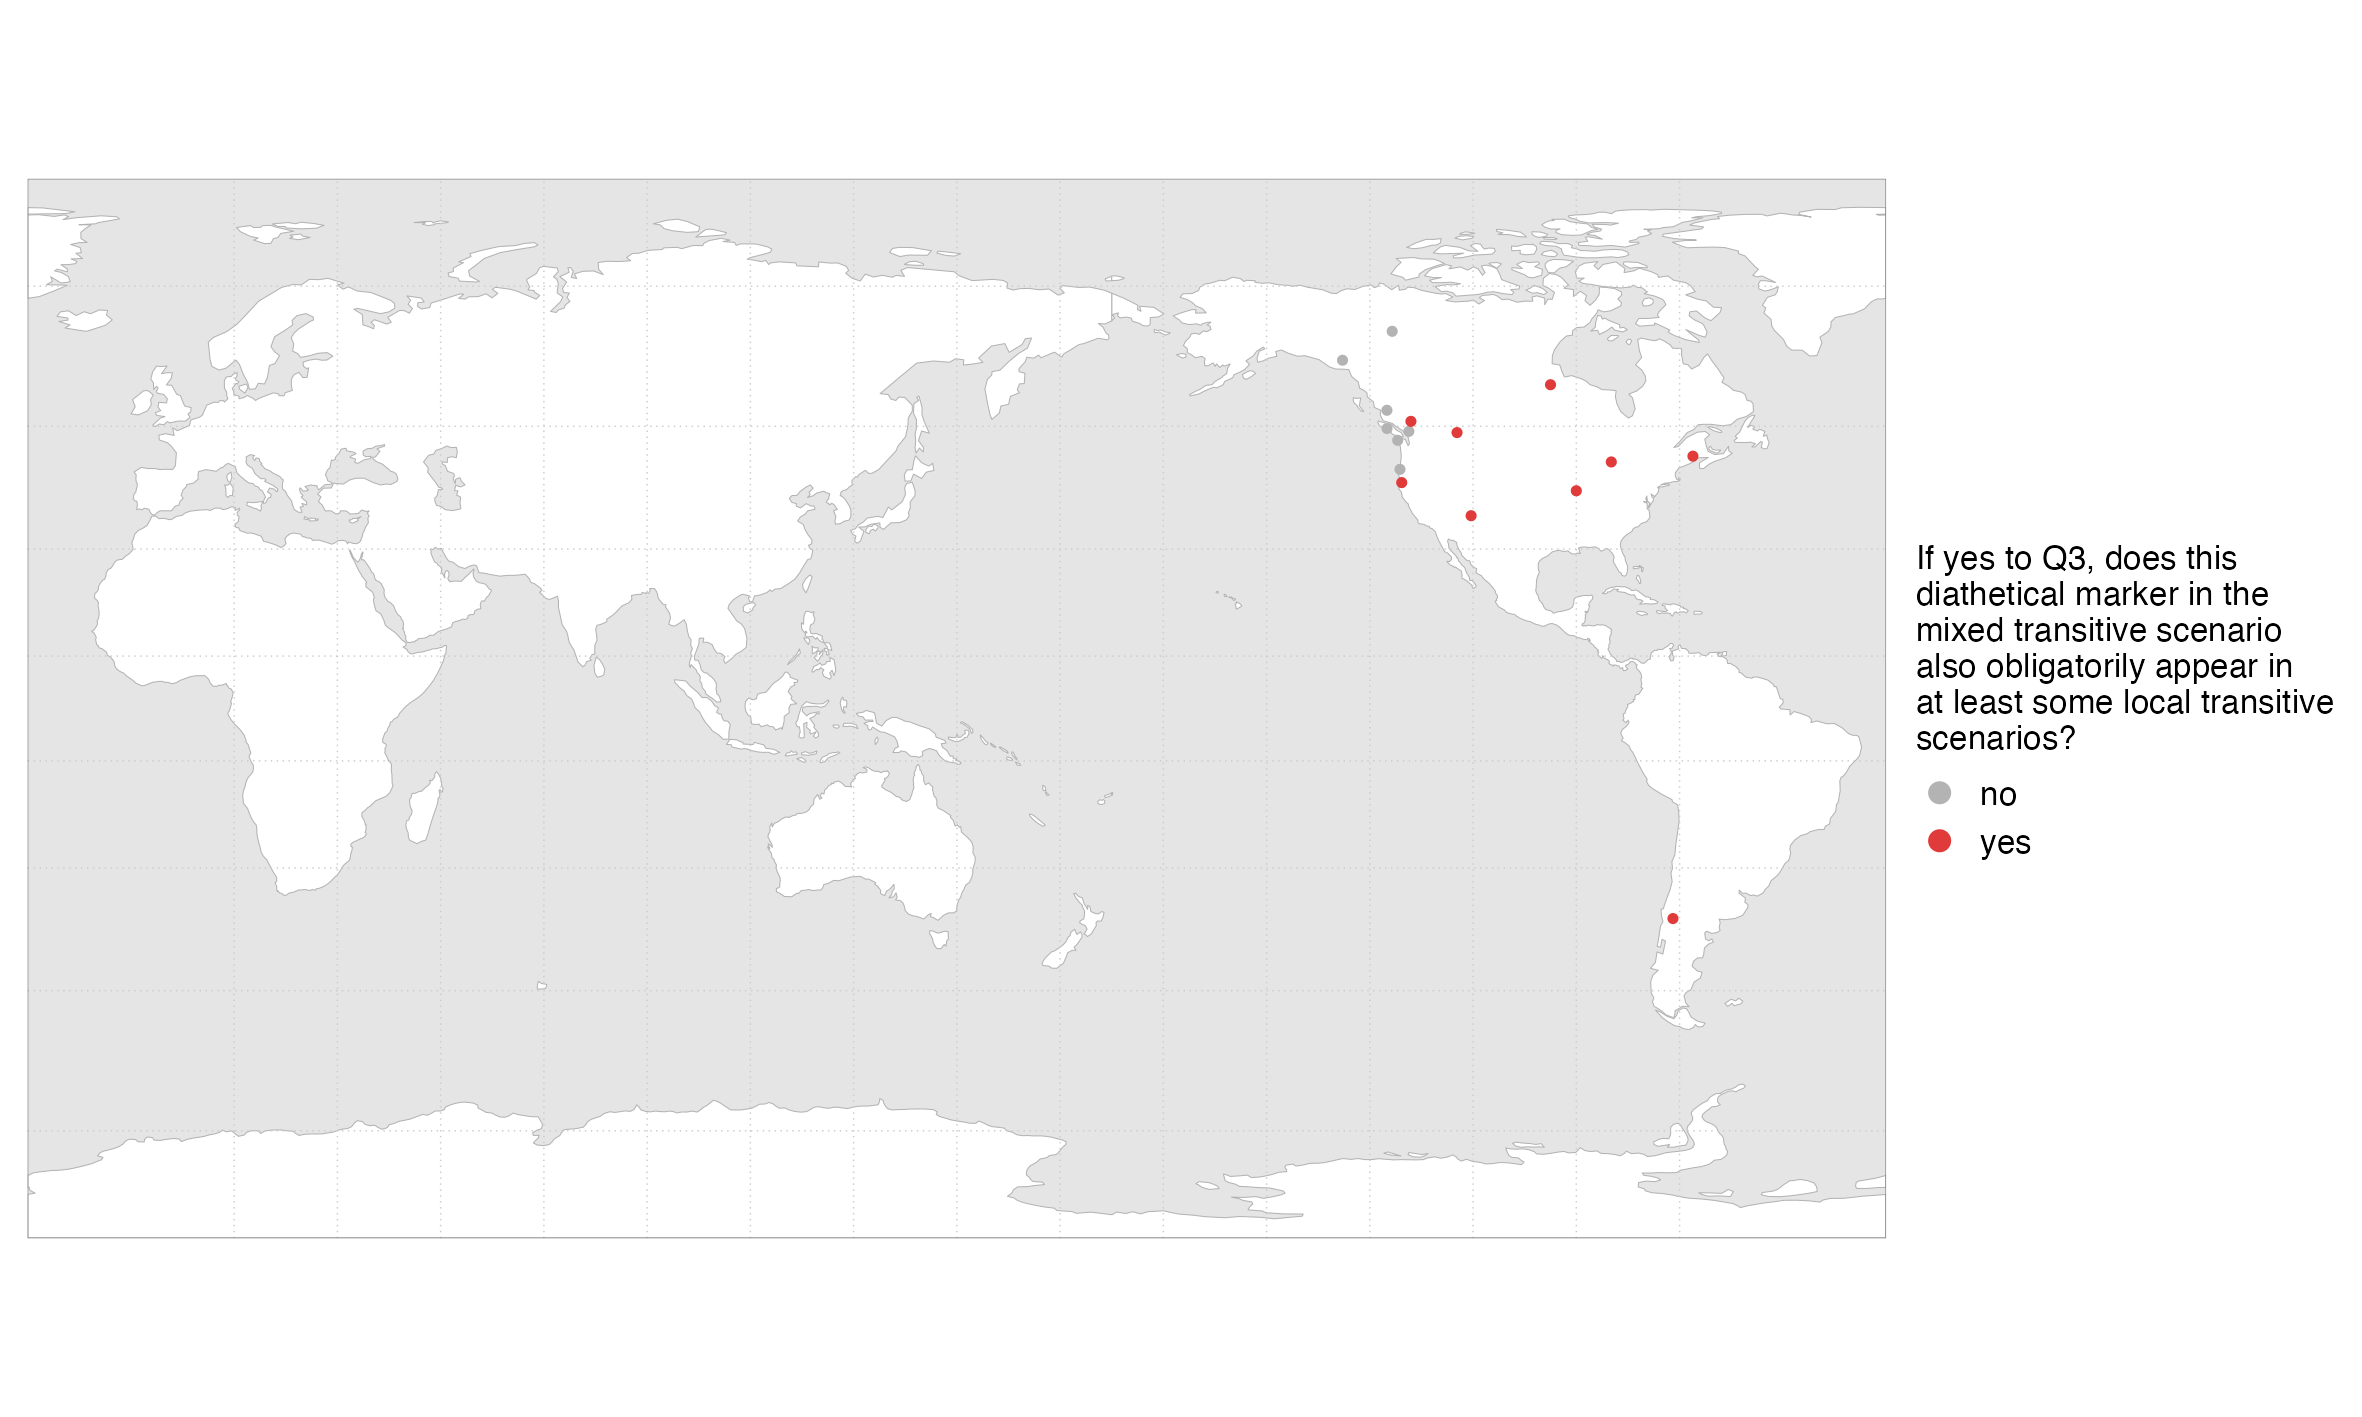 If yes to Q3, does this
diathetical marker in the
mixed transitive scenario
also obligatorily appear in
at least some local transitive
scenarios?
no
yes